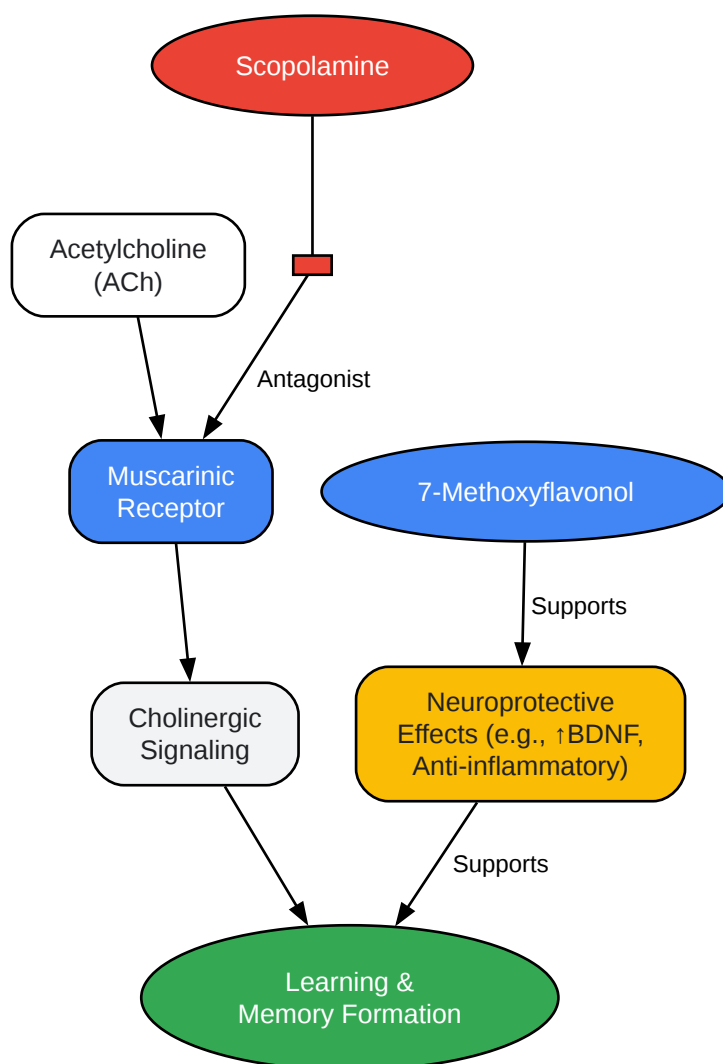 Scopolamine
Acetylcholine
(ACh)
Antagonist
Muscarinic
Receptor
7-Methoxyflavonol
Supports
Cholinergic
Signaling
Neuroprotective
Effects (e.g., ↑BDNF,
Anti-inflammatory)
Supports
Learning &
Memory Formation